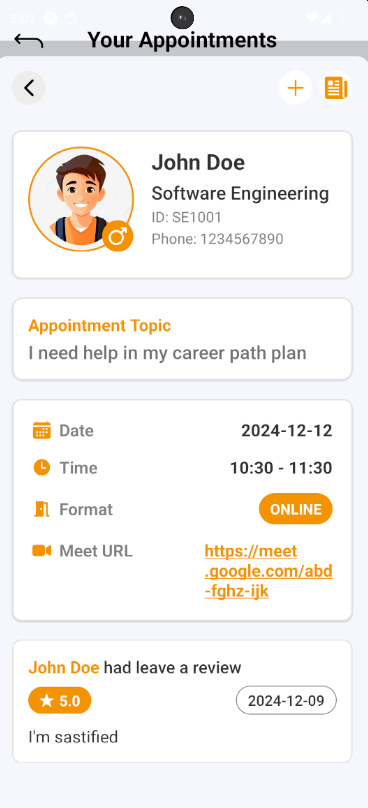 8:02
Your Appointments
John Doe
Software Engineering
ID: SE1001
Phone: 1234567890
Appointment Topic
I need help in my career path plan
Date 2024-12-12
Time 10:30 - 11:30
Format ONLINE
Meet URL https://meet
.google.com/abd
-fghz-ijk
John Doe had leave a review
5.0 2024-12-09
I'm sastified